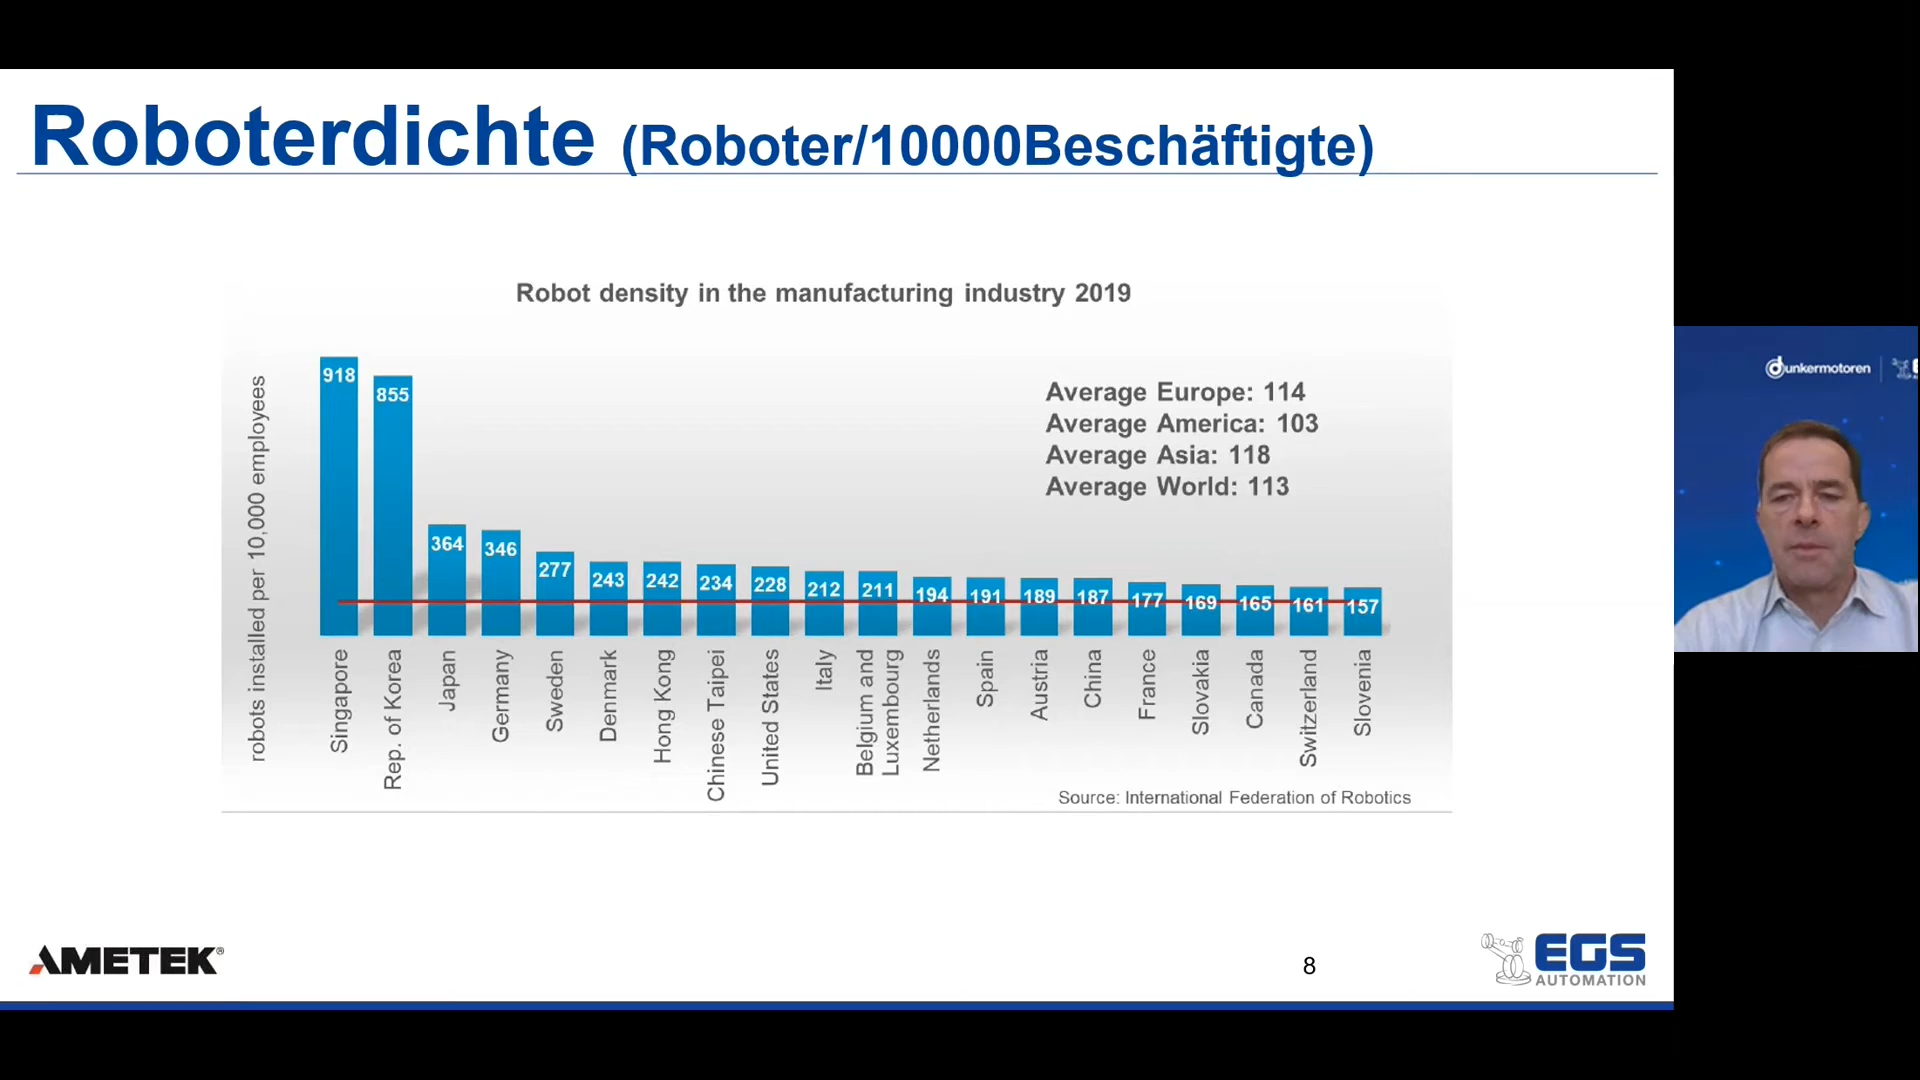 Roboterdichte (Roboter/10000Beschäftigte)
Robot density in the manufacturing industry 2019
robots installed per 10,000 employees
Average Europe: 114
Average America: 103
Average Asia: 118
Average World: 113
918
855
364
346
277
243
242
234
228
212
211
194
191
189
187
177
169
165
161
157
Singapore
Rep. of Korea
Japan
Germany
Sweden
Denmark
Hong Kong
Chinese Taipei
United States
Italy
Belgium and
Luxembourg
Netherlands
Spain
Austria
China
France
Slovakia
Canada
Switzerland
Slovenia
Source: International Federation of Robotics
AMETEK®
8
EGS
AUTOMATION
dunkermotoren